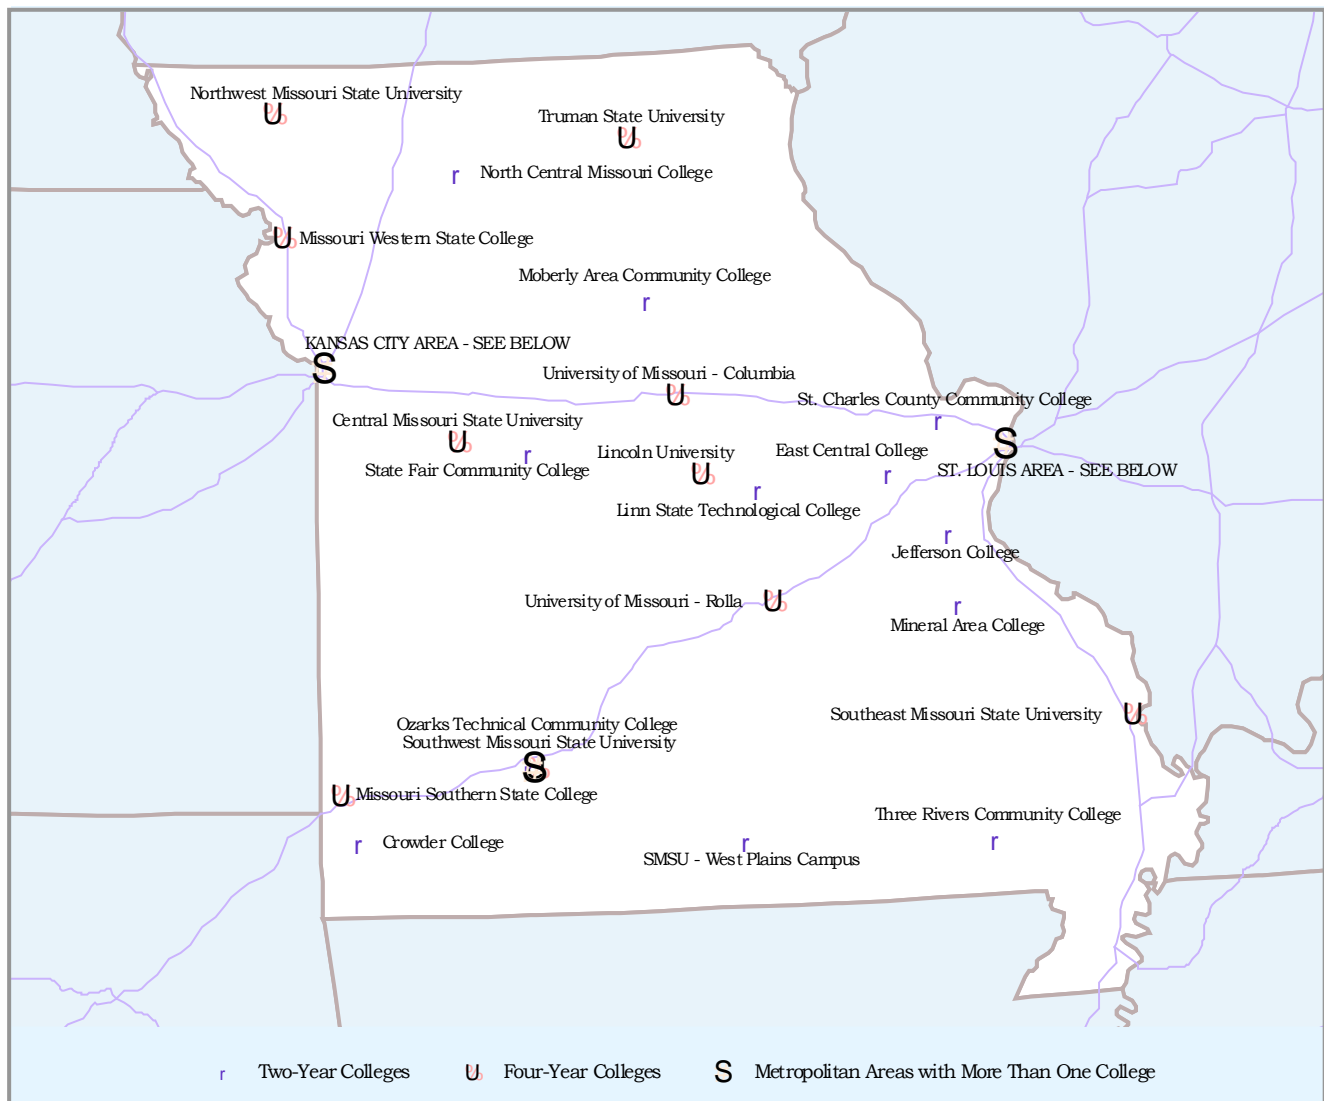 Northwest Missouri State University
U
Truman State University
U
r North Central Missouri College
U Missouri Western State College
Moberly Area Community College
r
KANSAS CITY AREA - SEE BELOW
S
University of Missouri - Columbia
U
St. Charles County Community College
r
Central Missouri State University
U
r
State Fair Community College
Lincoln University
U
East Central College
r
S
ST. LOUIS AREA - SEE BELOW
r
Linn State Technological College
r
Jefferson College
University of Missouri - Rolla U
r
Mineral Area College
Southeast Missouri State University U
Ozarks Technical Community College
Southwest Missouri State University
S
U Missouri Southern State College
Three Rivers Community College
r
r Crowder College
r
SMSU - West Plains Campus
r Two-Year Colleges U Four-Year Colleges S Metropolitan Areas with More Than One College